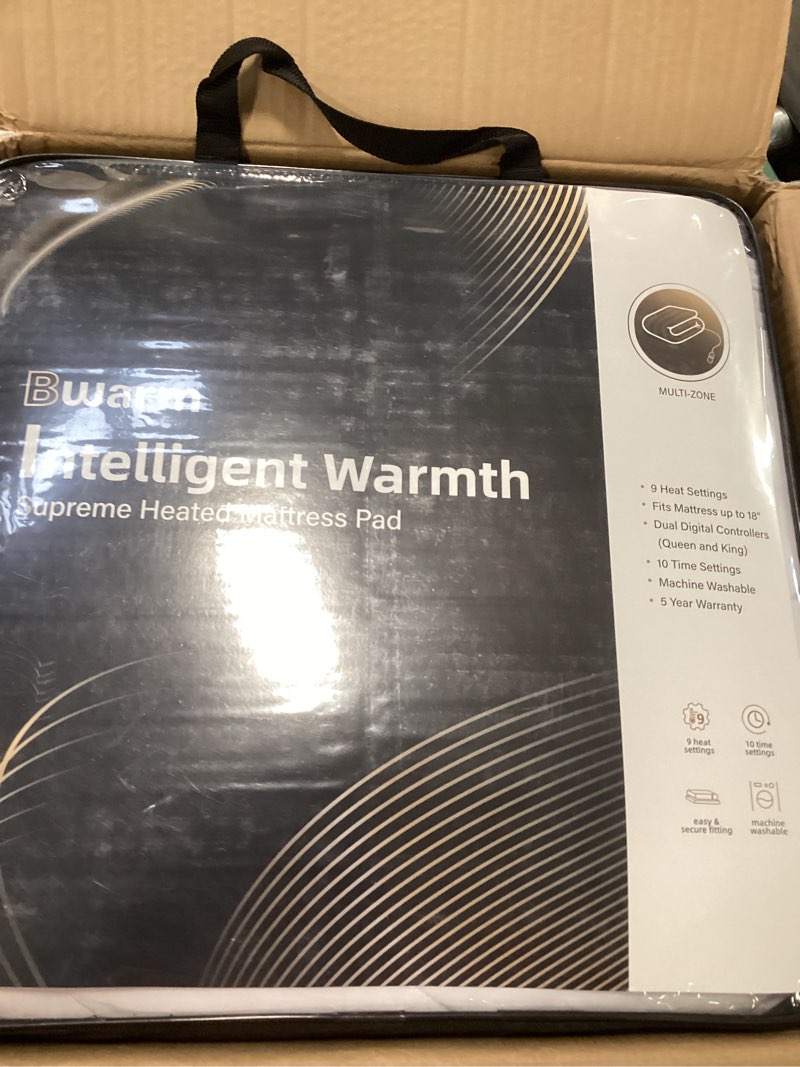 Bwarm
Intelligent Warmth
Supreme Heated Mattress Pad
MULTI-ZONE
• 9 Heat Settings
• Fits Mattress up to 18"
• Dual Digital Controllers
(Queen and King)
• 10 Time Settings
• Machine Washable
• 5 Year Warranty
9
9 heat
settings
10 time
settings
easy &
secure fitting
machine
washable